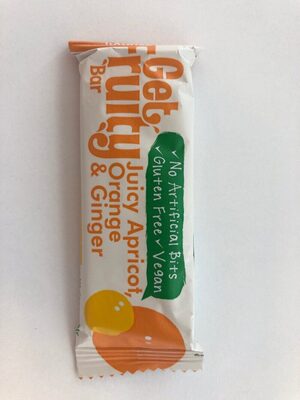 Get
Fruity
Bar
Juicy Apricot,
Orange
& Ginger
✓ No Artificial Bits
✓ Gluten Free ✓ Vegan